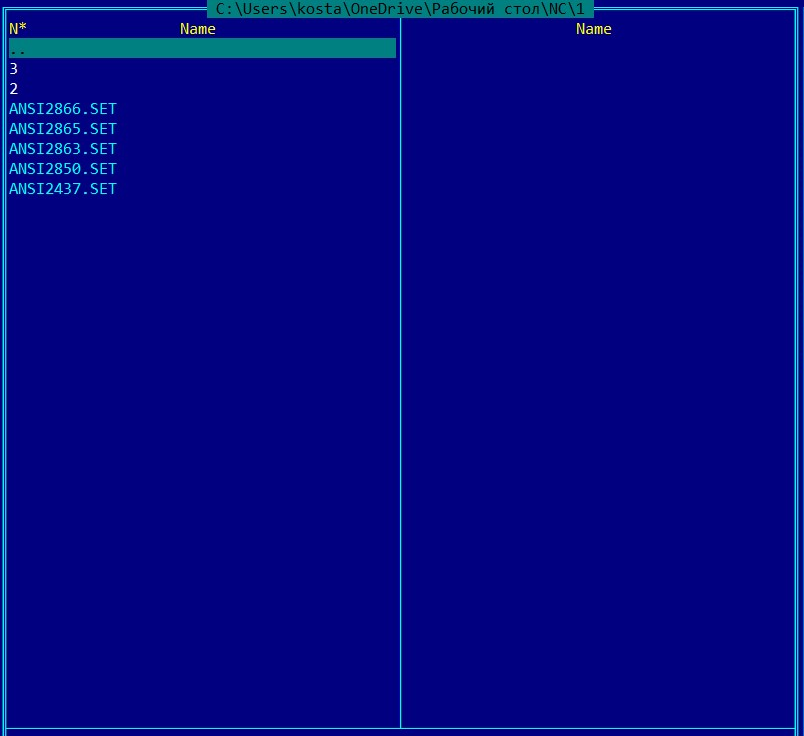 C:\Users\kosta\OneDrive\Рабочий стол\NC\1
N* Name Name
..
3
2
ANSI2866.SET
ANSI2865.SET
ANSI2863.SET
ANSI2850.SET
ANSI2437.SET